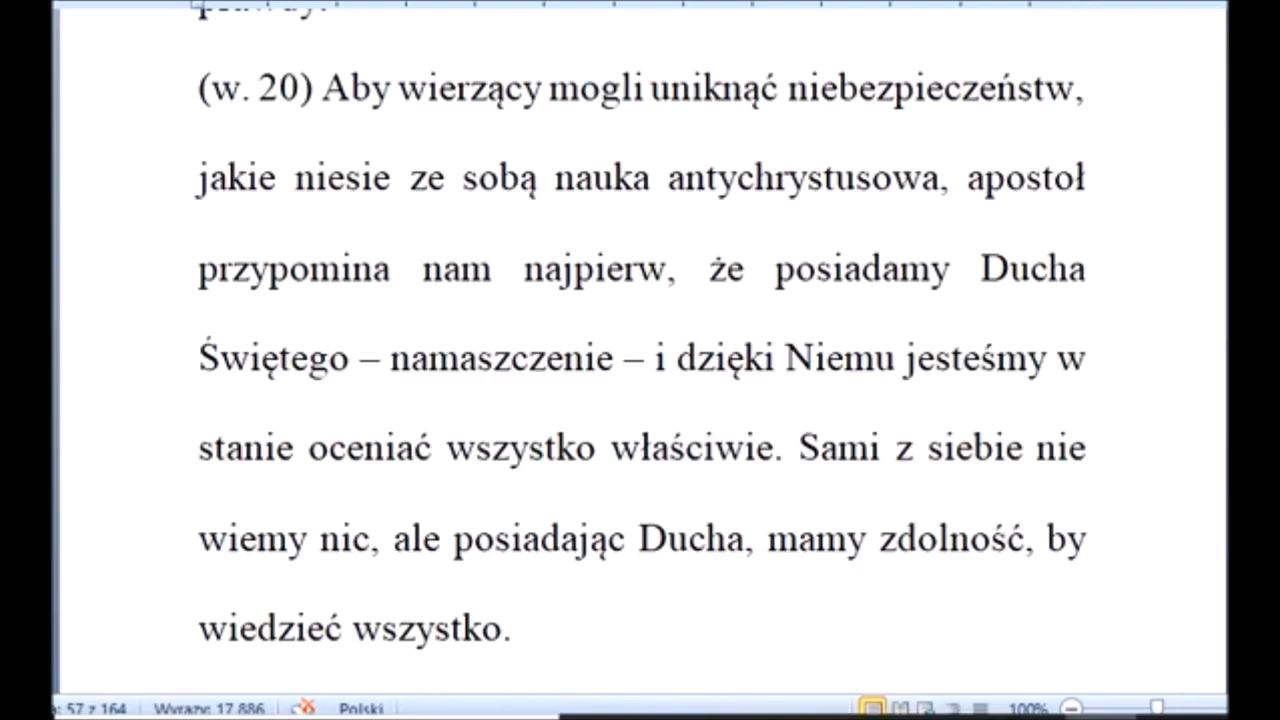 (w. 20) Aby wierzący mogli uniknąć niebezpieczeństw,
jakie niesie ze sobą nauka antychrystusowa, apostoł
przypomina nam najpierw, że posiadamy Ducha
Świętego – namaszczenie – i dzięki Niemu jesteśmy w
stanie oceniać wszystko właściwie. Sami z siebie nie
wiemy nic, ale posiadając Ducha, mamy zdolność, by
wiedzieć wszystko.
: 57 z 164 Wyrazy: 17 886 Polski 100%